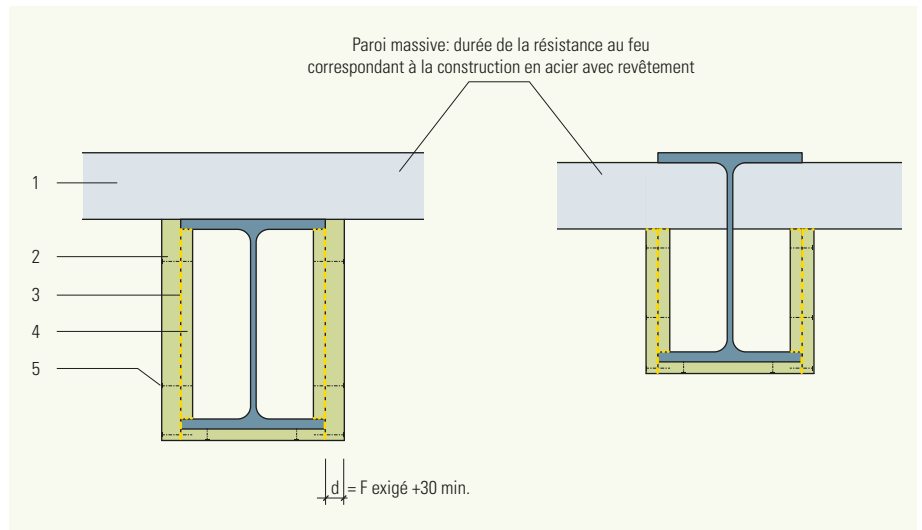 Paroi massive: durée de la résistance au feu
correspondant à la construction en acier avec revêtement
1
2
3
4
5
d = F exigé +30 min.